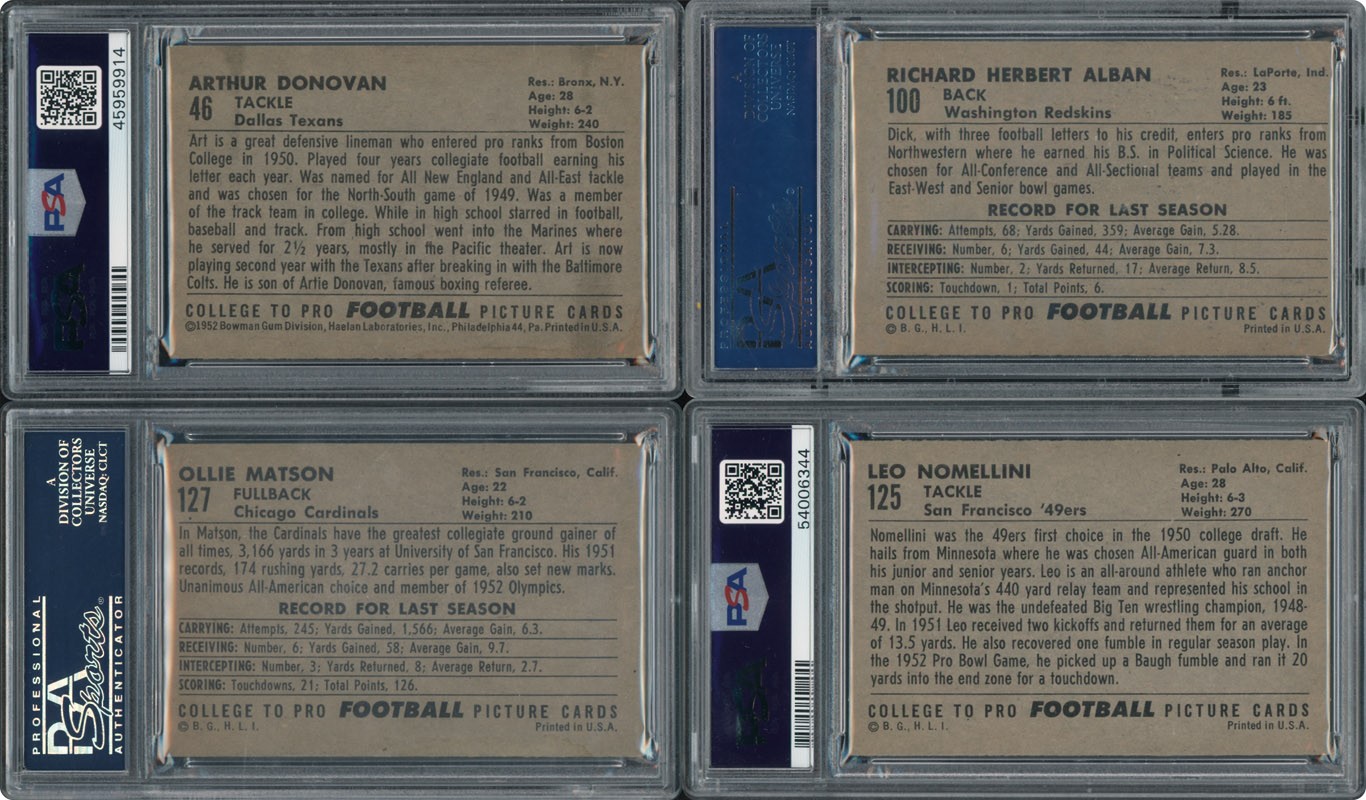 45959914
PSA
ARTHUR DONOVAN
46 TACKLE
Dallas Texans
Res.: Bronx, N.Y.
Age: 28
Height: 6-2
Weight: 240
Art is a great defensive lineman who entered pro ranks from Boston
College in 1950. Played four years collegiate football earning his
letter each year. Was named for All New England and All-East tackle
and was chosen for the North-South game of 1949. Was a member
of the track team in college. While in high school starred in football,
baseball and track. From high school went into the Marines where
he served for 2½ years, mostly in the Pacific theater. Art is now
playing second year with the Texans after breaking in with the Baltimore
Colts. He is son of Artie Donovan, famous boxing referee.
COLLEGE TO PRO FOOTBALL PICTURE CARDS
©1952 Bowman Gum Division, Haelan Laboratories, Inc., Philadelphia 44, Pa. Printed in U.S.A.
A
DIVISION OF
COLLECTORS
UNIVERSE
NASDAQ: CLCT
PROFESSIONAL
PSA
Sports
AUTHENTICATOR
RICHARD HERBERT ALBAN
100 BACK
Washington Redskins
Res.: LaPorte, Ind.
Age: 23
Height: 6 ft.
Weight: 185
Dick, with three football letters to his credit, enters pro ranks from
Northwestern where he earned his B.S. in Political Science. He was
chosen for All-Conference and All-Sectional teams and played in the
East-West and Senior bowl games.
RECORD FOR LAST SEASON
CARRYING: Attempts, 68; Yards Gained, 359; Average Gain, 5.28.
RECEIVING: Number, 6; Yards Gained, 44; Average Gain, 7.3.
INTERCEPTING: Number, 2; Yards Returned, 17; Average Return, 8.5.
SCORING: Touchdown, 1; Total Points, 6.
COLLEGE TO PRO FOOTBALL PICTURE CARDS
© B. G., H. L. I. Printed in U.S.A.
A
DIVISION OF
COLLECTORS
UNIVERSE
NASDAQ: CLCT
PROFESSIONAL
PSA
Sports®
AUTHENTICATOR
OLLIE MATSON
127 FULLBACK
Chicago Cardinals
Res.: San Francisco, Calif.
Age: 22
Height: 6-2
Weight: 210
In Matson, the Cardinals have the greatest collegiate ground gainer of
all times, 3,166 yards in 3 years at University of San Francisco. His 1951
records, 174 rushing yards, 27.2 carries per game, also set new marks.
Unanimous All-American choice and member of 1952 Olympics.
RECORD FOR LAST SEASON
CARRYING: Attempts, 245; Yards Gained, 1,566; Average Gain, 6.3.
RECEIVING: Number, 6; Yards Gained, 58; Average Gain, 9.7.
INTERCEPTING: Number, 3; Yards Returned, 8; Average Return, 2.7.
SCORING: Touchdowns, 21; Total Points, 126.
COLLEGE TO PRO FOOTBALL PICTURE CARDS
© B. G., H. L. I. Printed in U.S.A.
54006344
PSA
LEO NOMELLINI
125 TACKLE
San Francisco '49ers
Res.: Palo Alto, Calif.
Age: 28
Height: 6-3
Weight: 270
Nomellini was the 49ers first choice in the 1950 college draft. He
hails from Minnesota where he was chosen All-American guard in both
his junior and senior years. Leo is an all-around athlete who ran anchor
man on Minnesota's 440 yard relay team and represented his school in
the shotput. He was the undefeated Big Ten wrestling champion, 1948-
49. In 1951 Leo received two kickoffs and returned them for an average
of 13.5 yards. He also recovered one fumble in regular season play. In
the 1952 Pro Bowl Game, he picked up a Baugh fumble and ran it 20
yards into the end zone for a touchdown.
COLLEGE TO PRO FOOTBALL PICTURE CARDS
© B. G., H. L. I. Printed in U.S.A.